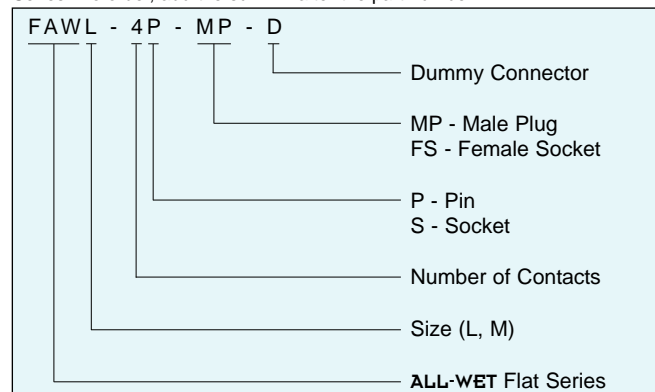 FAWL - 4P - MP - D
Dummy Connector
MP - Male Plug
FS - Female Socket
P - Pin
S - Socket
Number of Contacts
Size (L, M)
ALL-WET Flat Series